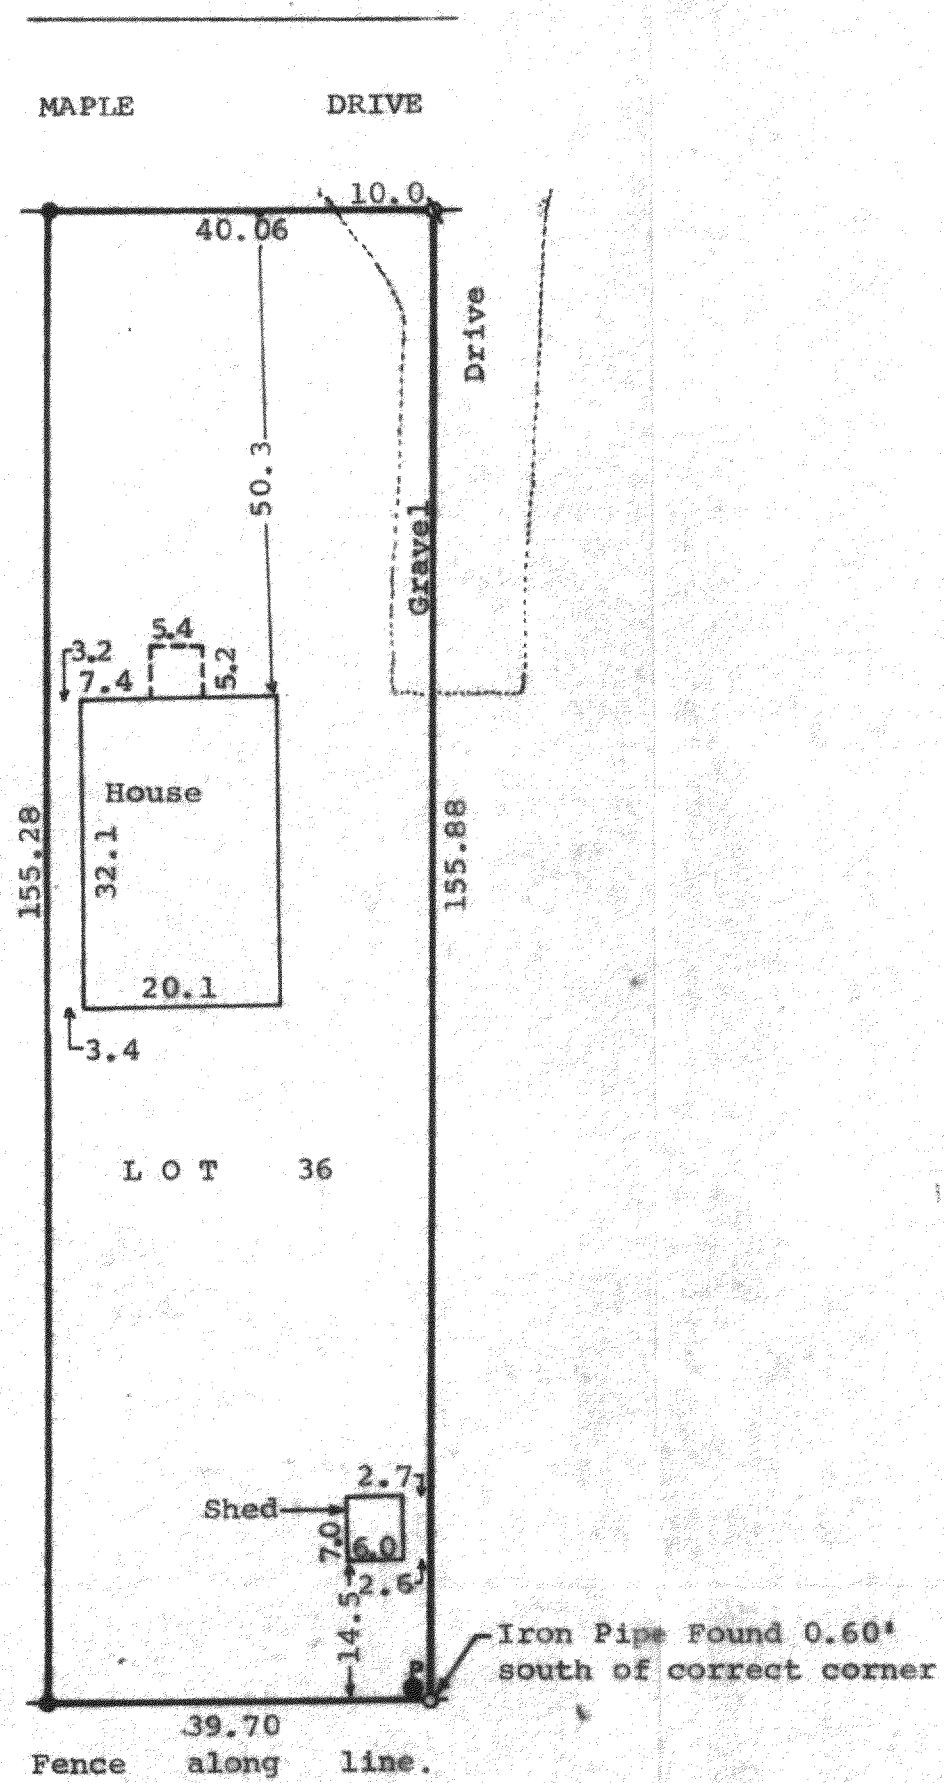 MAPLE DRIVE
10.0
40.06
Drive
50.3
Gravel
5.4
3.2
5.2
7.4
House
155.28
32.1
155.88
20.1
3.4
LOT 36
2.7
Shed
7.0
6.0
2.6
14.5
Iron Pipe Found 0.60'
P
south of correct corner
39.70
Fence along line.